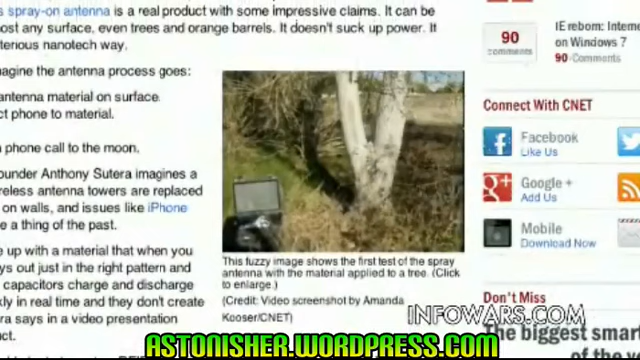 s spray-on antenna is a real product with some impressive claims. It can be
ost any surface, even trees and orange barrels. It doesn't suck up power. It
terious nanotech way.
agine the antenna process goes:
antenna material on surface.
ct phone to material.
phone call to the moon.
ounder Anthony Sutera imagines a
reless antenna towers are replaced
on walls, and issues like iPhone
e a thing of the past.
e up with a material that when you
ys out just in the right pattern and
capacitors charge and discharge
kly in real time and they don't create
ra says in a video presentation
uct.
This fuzzy image shows the first test of the spray
antenna with the material applied to a tree. (Click
to enlarge.)
(Credit: Video screenshot by Amanda
Kooser/CNET)
90
comments
IE reborn: Interne
on Windows 7
90 Comments
Connect With CNET
Facebook
Like Us
Google +
Add Us
Mobile
Download Now
Don't Miss
The biggest smar
INFOWARS.COM
ASTONISHER.WORDPRESS.COM